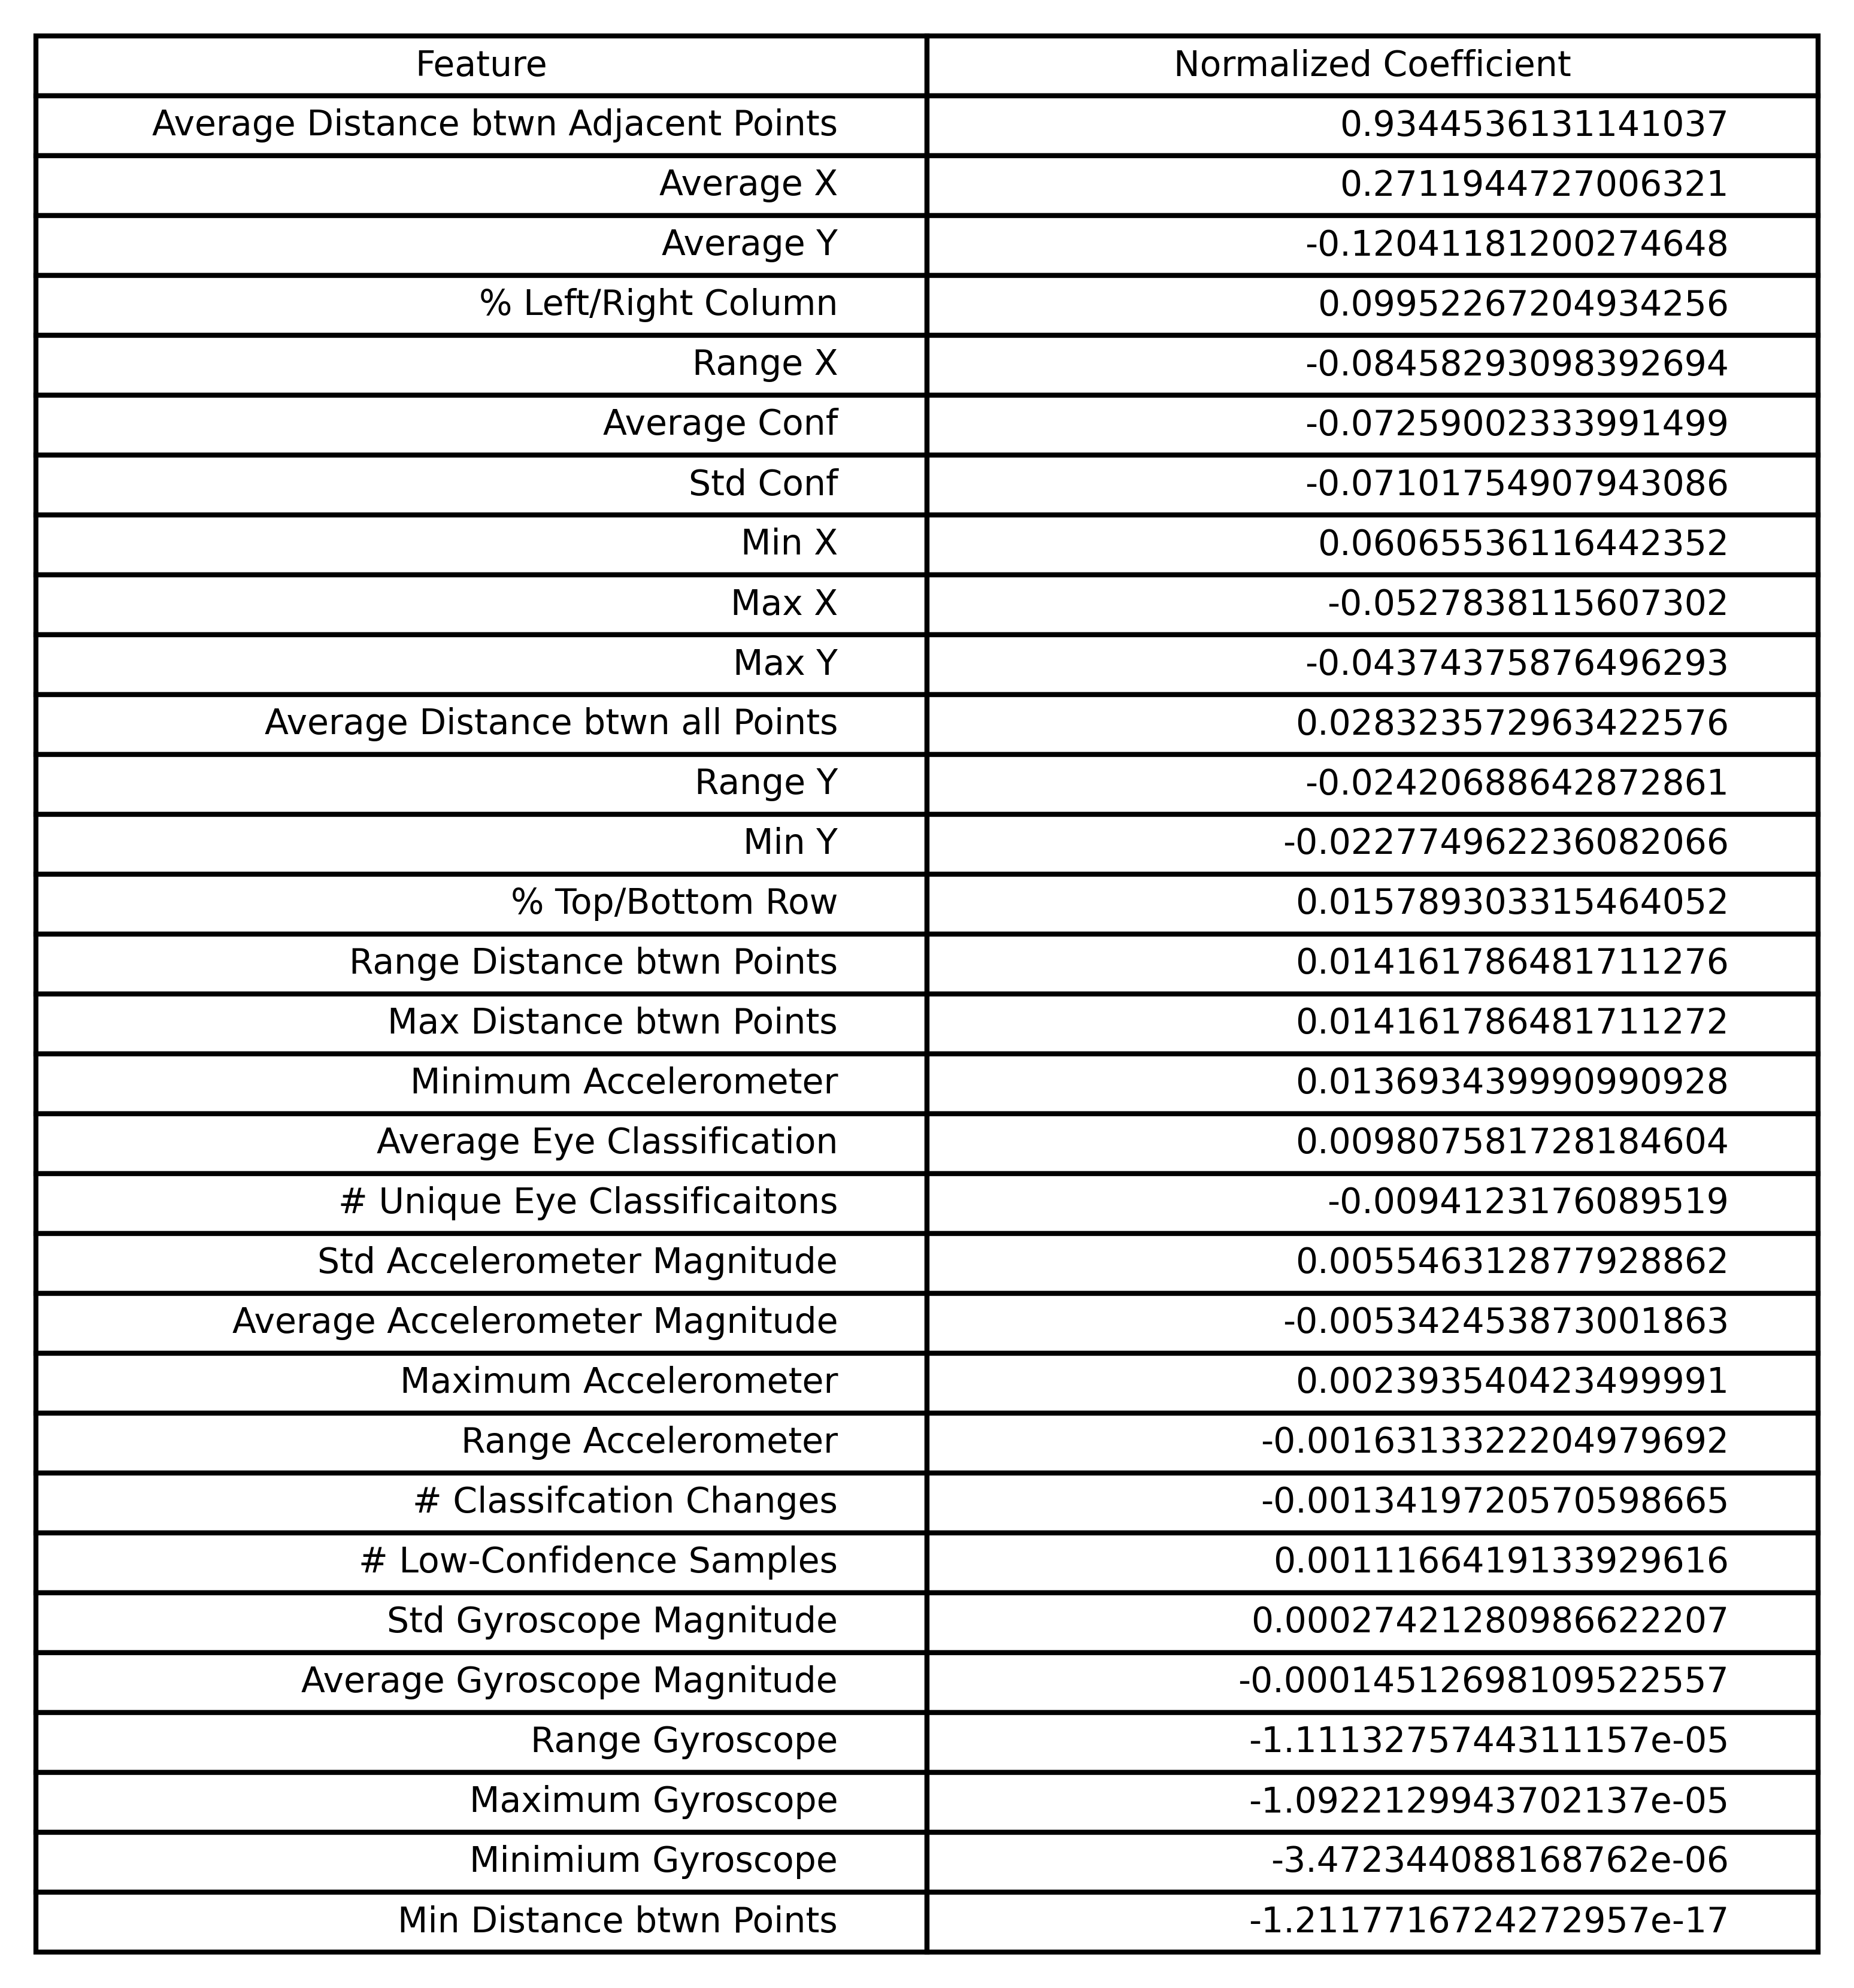 Feature Normalized Coefficient
Average Distance btwn Adjacent Points 0.9344536131141037
Average X 0.2711944727006321
Average Y -0.12041181200274648
% Left/Right Column 0.09952267204934256
Range X -0.08458293098392694
Average Conf -0.07259002333991499
Std Conf -0.07101754907943086
Min X 0.06065536116442352
Max X -0.0527838115607302
Max Y -0.04374375876496293
Average Distance btwn all Points 0.028323572963422576
Range Y -0.02420688642872861
Min Y -0.022774962236082066
% Top/Bottom Row 0.015789303315464052
Range Distance btwn Points 0.014161786481711276
Max Distance btwn Points 0.014161786481711272
Minimum Accelerometer 0.013693439990990928
Average Eye Classification 0.009807581728184604
# Unique Eye Classificaitons -0.0094123176089519
Std Accelerometer Magnitude 0.005546312877928862
Average Accelerometer Magnitude -0.005342453873001863
Maximum Accelerometer 0.002393540423499991
Range Accelerometer -0.0016313322204979692
# Classifcation Changes -0.0013419720570598665
# Low-Confidence Samples 0.0011166419133929616
Std Gyroscope Magnitude 0.00027421280986622207
Average Gyroscope Magnitude -0.00014512698109522557
Range Gyroscope -1.1113275744311157e-05
Maximum Gyroscope -1.0922129943702137e-05
Minimium Gyroscope -3.472344088168762e-06
Min Distance btwn Points -1.2117716724272957e-17